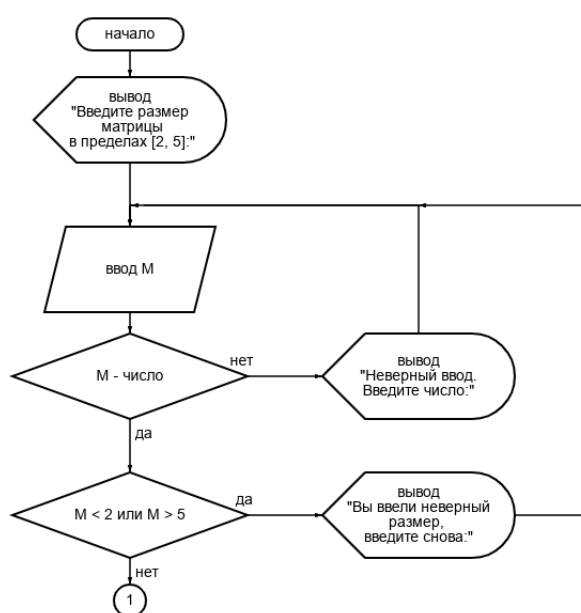 начало
вывод
"Введите размер
матрицы
в пределах [2, 5]:"
ввод М
М - число
нет
вывод
"Неверный ввод.
Введите число:"
да
М < 2 или М > 5
да
вывод
"Вы ввели неверный
размер,
введите снова:"
нет
1